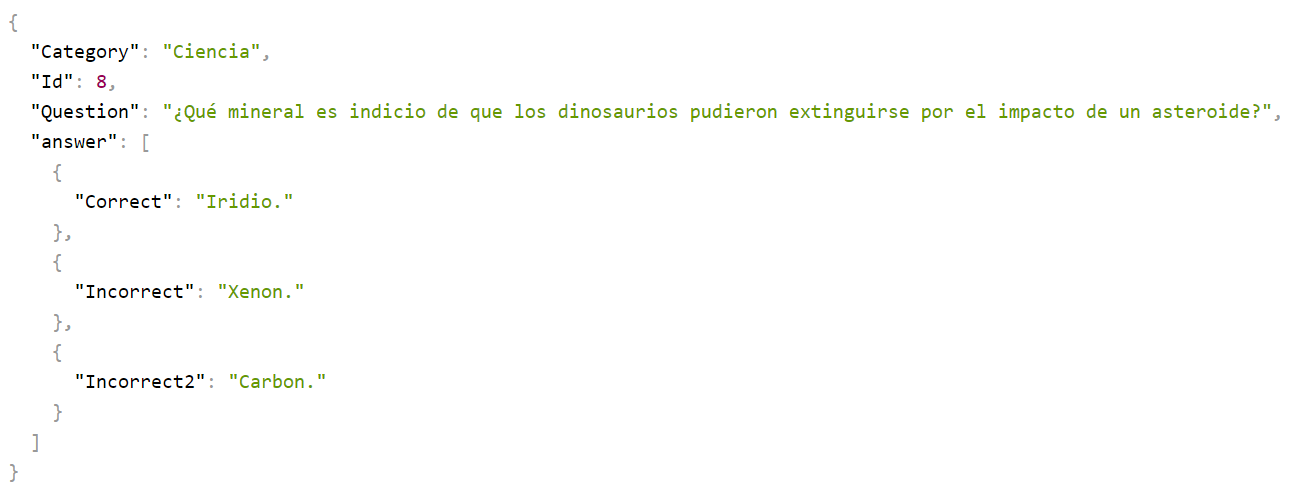 {
  "Category": "Ciencia",
  "Id": 8,
  "Question": "¿Qué mineral es indicio de que los dinosaurios pudieron extinguirse por el impacto de un asteroide?",
  "answer": [
    {
      "Correct": "Iridio."
    },
    {
      "Incorrect": "Xenon."
    },
    {
      "Incorrect2": "Carbon."
    }
  ]
}